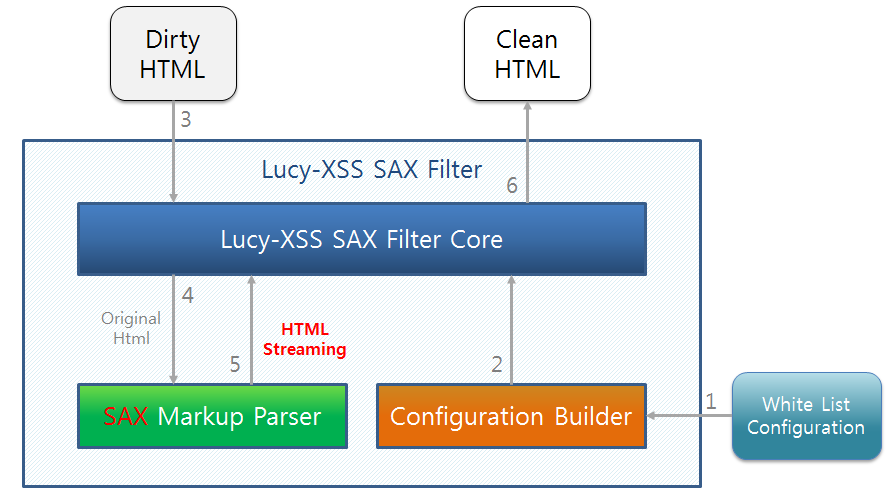 Dirty
HTML
Clean
HTML
3
Lucy-XSS SAX Filter
6
Lucy-XSS SAX Filter Core
4
Original
Html
HTML
Streaming
5
2
SAX Markup Parser
Configuration Builder
1
White List
Configuration